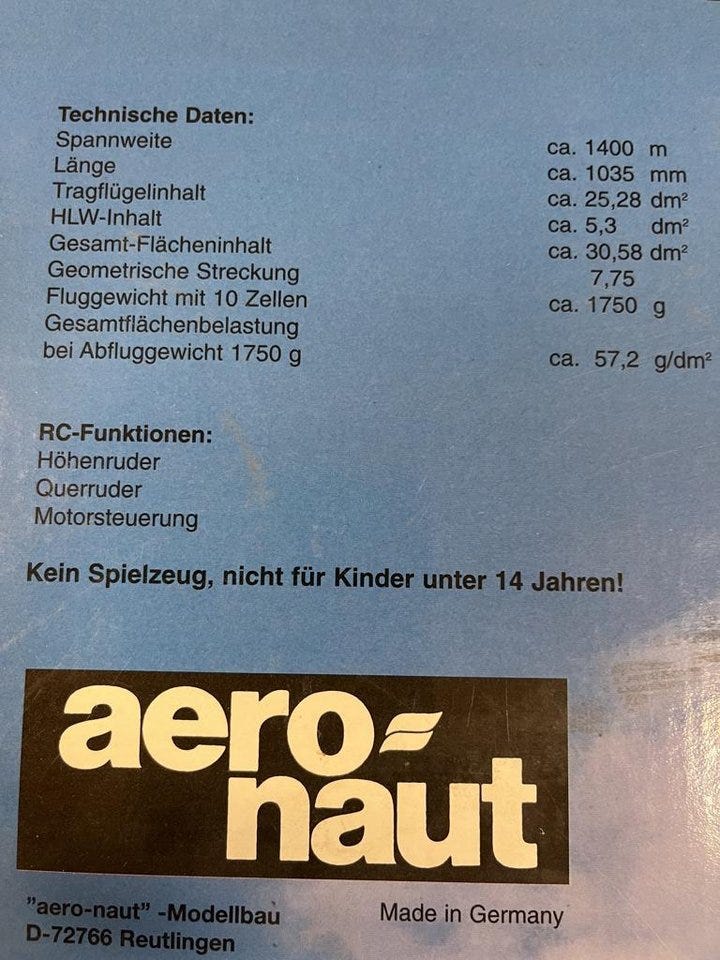 Technische Daten:
Spannweite ca. 1400 m
Länge ca. 1035 mm
Tragflügelinhalt ca. 25,28 dm²
HLW-Inhalt ca. 5,3 dm²
Gesamt-Flächeninhalt ca. 30,58 dm²
Geometrische Streckung 7,75
Fluggewicht mit 10 Zellen ca. 1750 g
Gesamtflächenbelastung
bei Abfluggewicht 1750 g ca. 57,2 g/dm²
RC-Funktionen:
Höhenruder
Querruder
Motorsteuerung
Kein Spielzeug, nicht für Kinder unter 14 Jahren!
aero-
naut
"aero-naut" -Modellbau Made in Germany
D-72766 Reutlingen